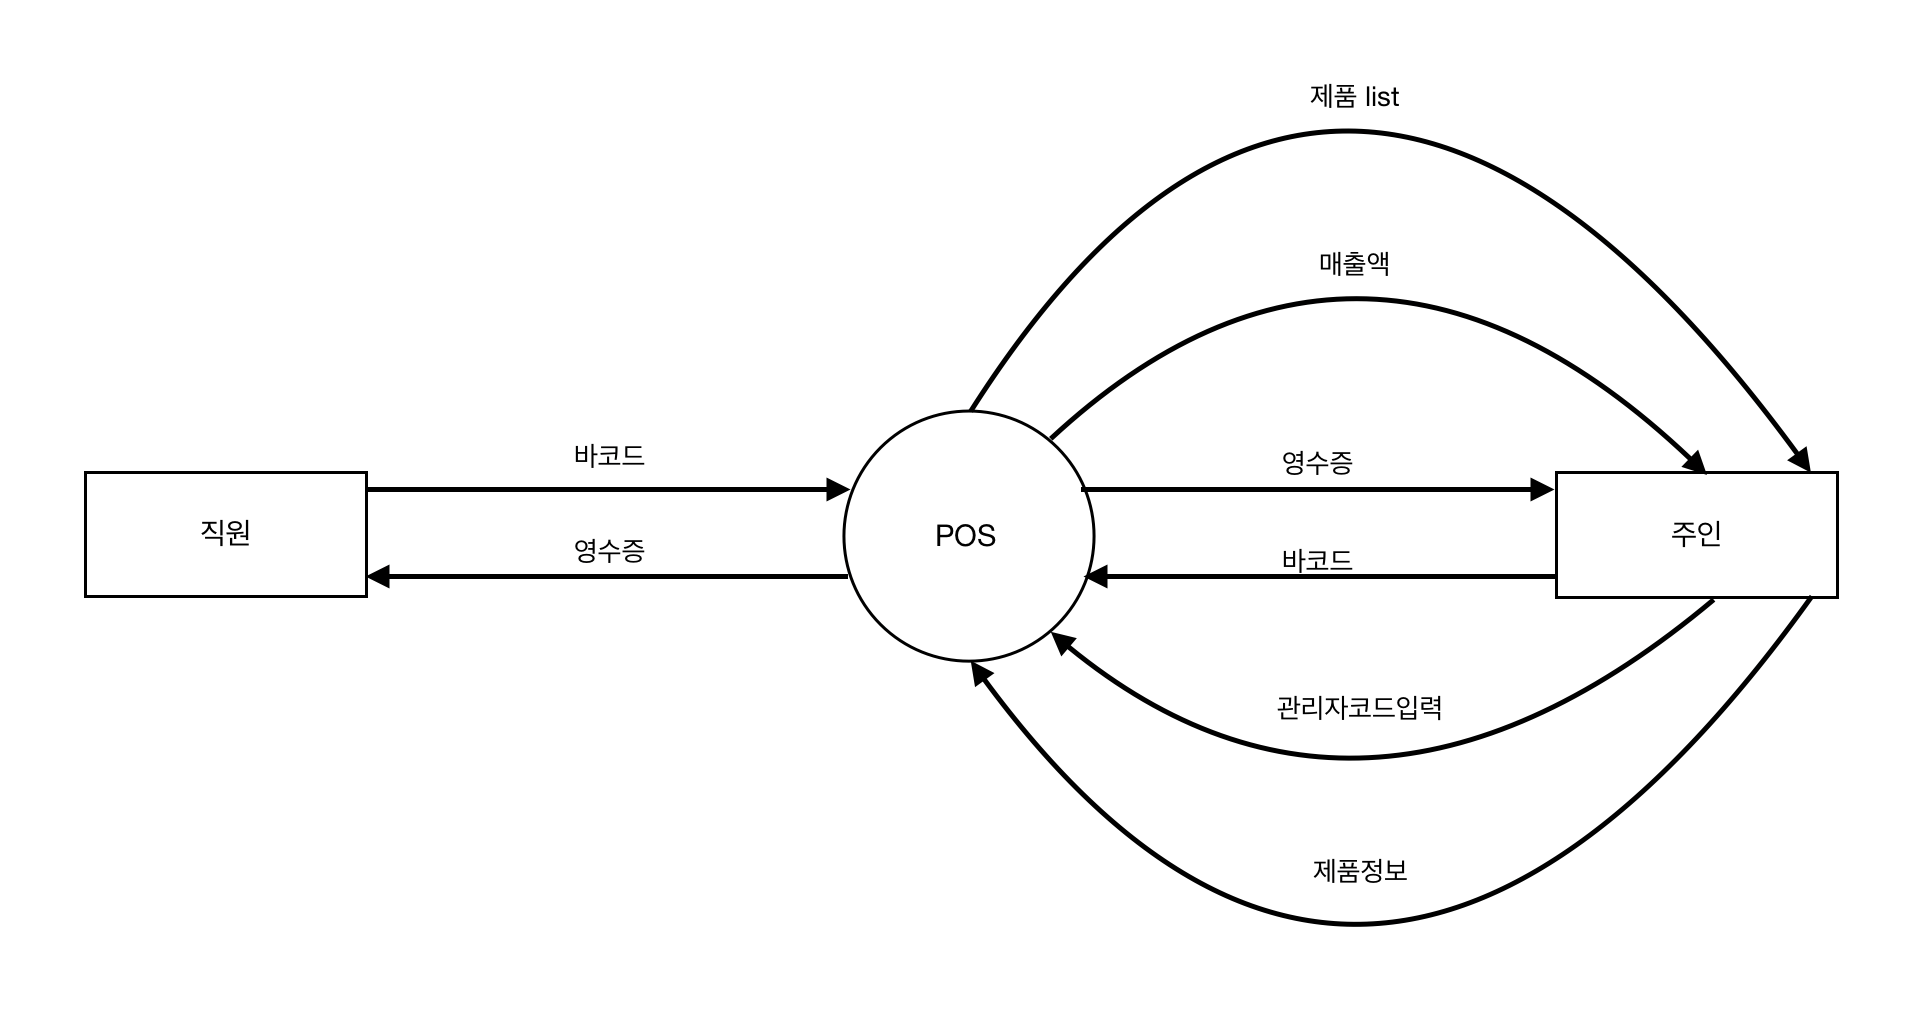 제품 list
매출액
바코드
영수증
직원
POS
주인
영수증
바코드
관리자코드입력
제품정보